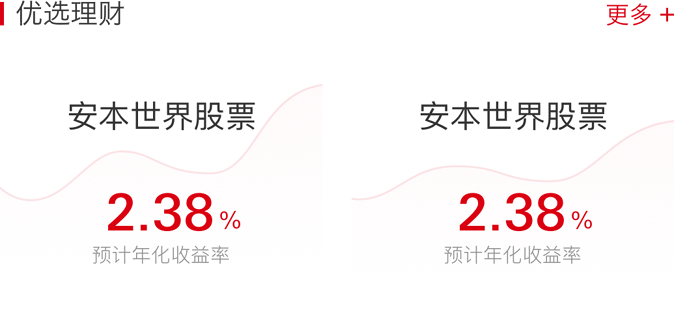 优选理财
更多 +
安本世界股票
安本世界股票
2.38%
2.38%
预计年化收益率
预计年化收益率